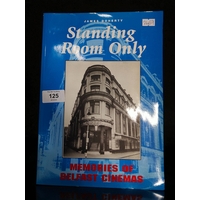 JAMES DOHERTY
Standing
Room Only
125
MEMORIES OF
BELFAST CINEMAS